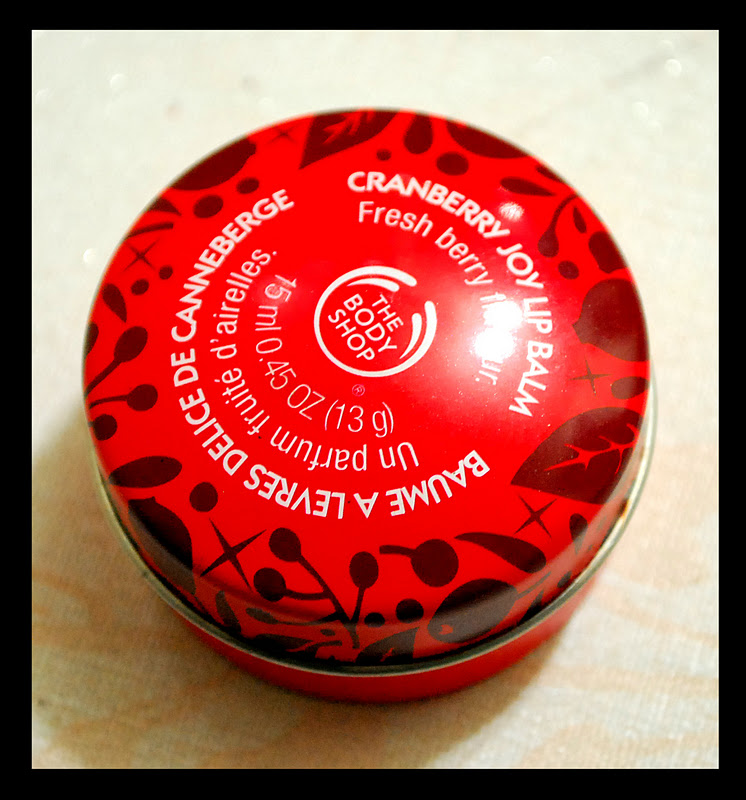 CRANBERRY JOY LIP BALM
Fresh berry
THE
BODY
SHOP
®
BAUME A LEVRES DELICE DE CANNEBERGE
Un parfum fruité d'airelles.
15 ml 0.45 OZ (13 g)